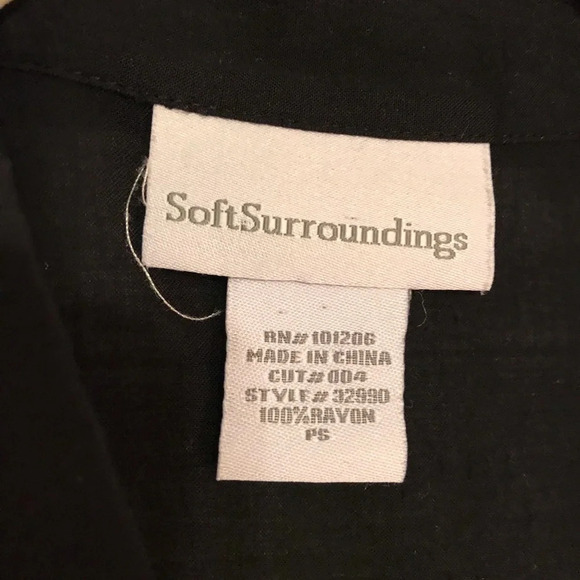 SoftSurroundings
RN# 101206
MADE IN CHINA
CUT# 004
STYLE# 32990
100%RAYON
PS